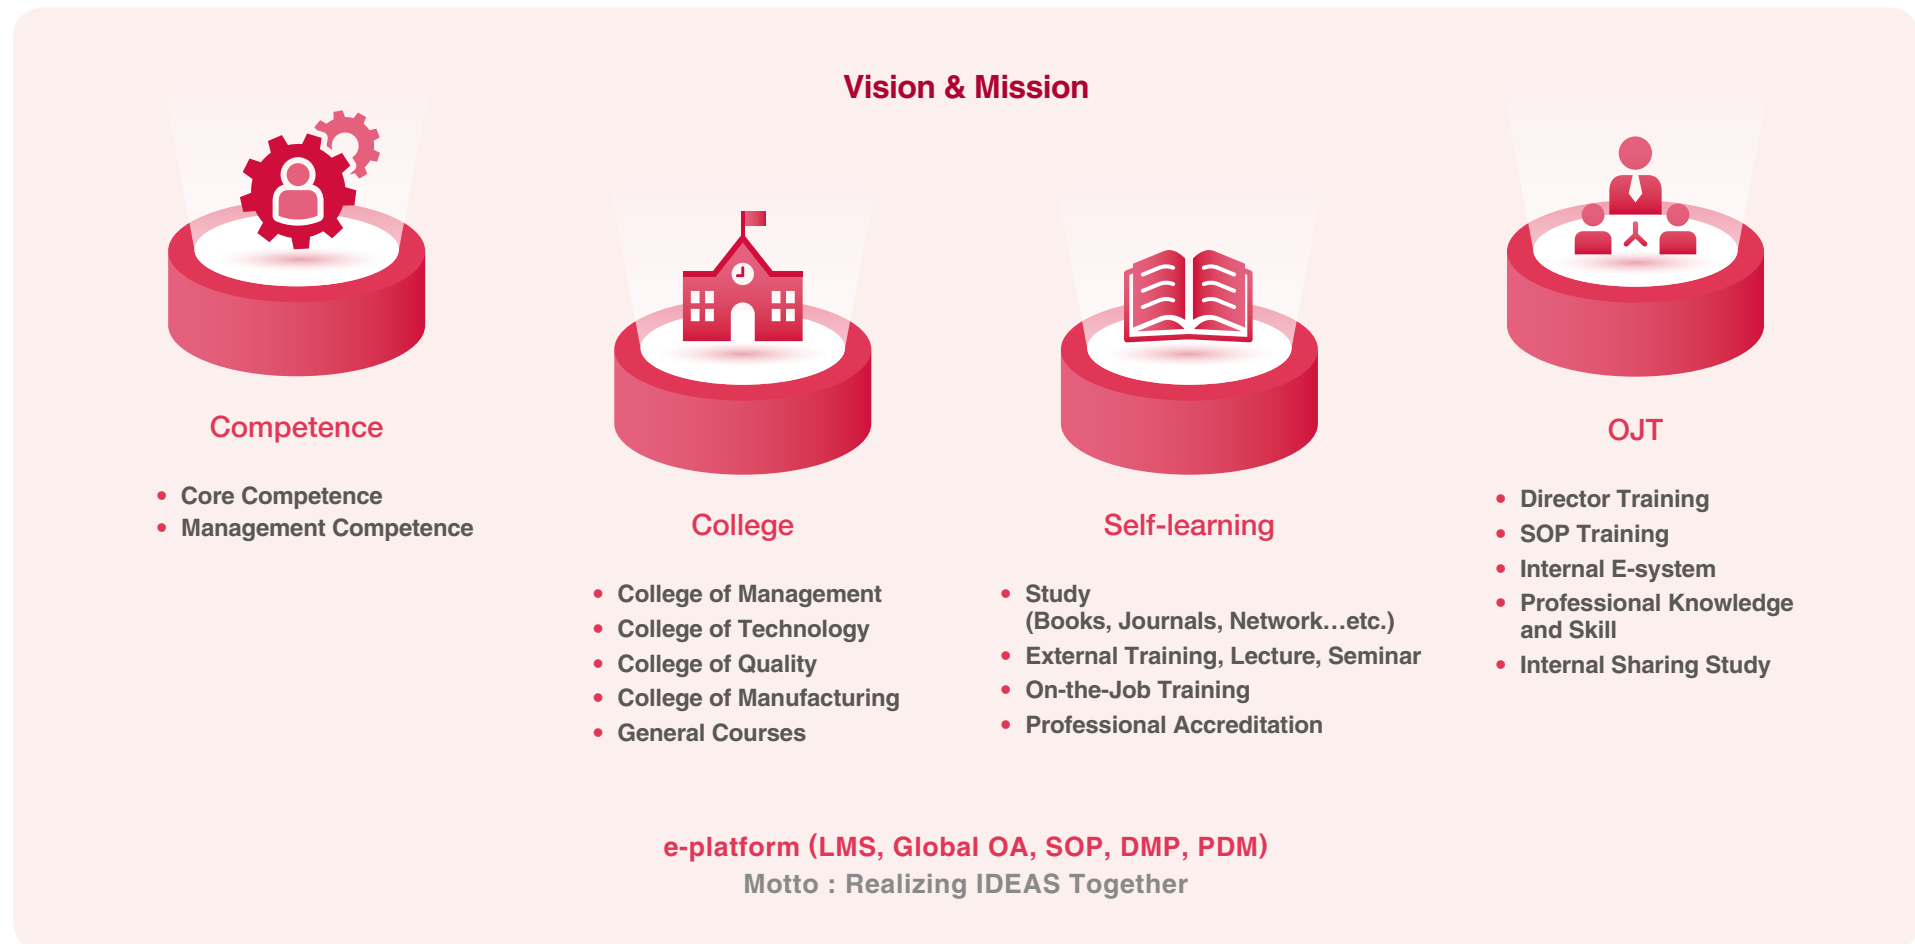 Vision & Mission
Competence
• Core Competence
• Management Competence
College
• College of Management
• College of Technology
• College of Quality
• College of Manufacturing
• General Courses
Self-learning
• Study
(Books, Journals, Network…etc.)
• External Training, Lecture, Seminar
• On-the-Job Training
• Professional Accreditation
OJT
• Director Training
• SOP Training
• Internal E-system
• Professional Knowledge
and Skill
• Internal Sharing Study
e-platform (LMS, Global OA, SOP, DMP, PDM)
Motto : Realizing IDEAS Together